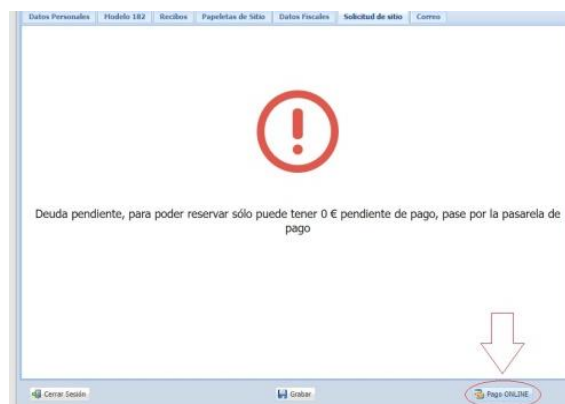 Datos Personales Modelo 182 Recibos Papeletas de Sitio Datos Fiscales Solicitud de sitio Correo
Deuda pendiente, para poder reservar sólo puede tener 0 € pendiente de pago, pase por la pasarela de
pago
Cerrar Sesión Grabar Pago ONLINE